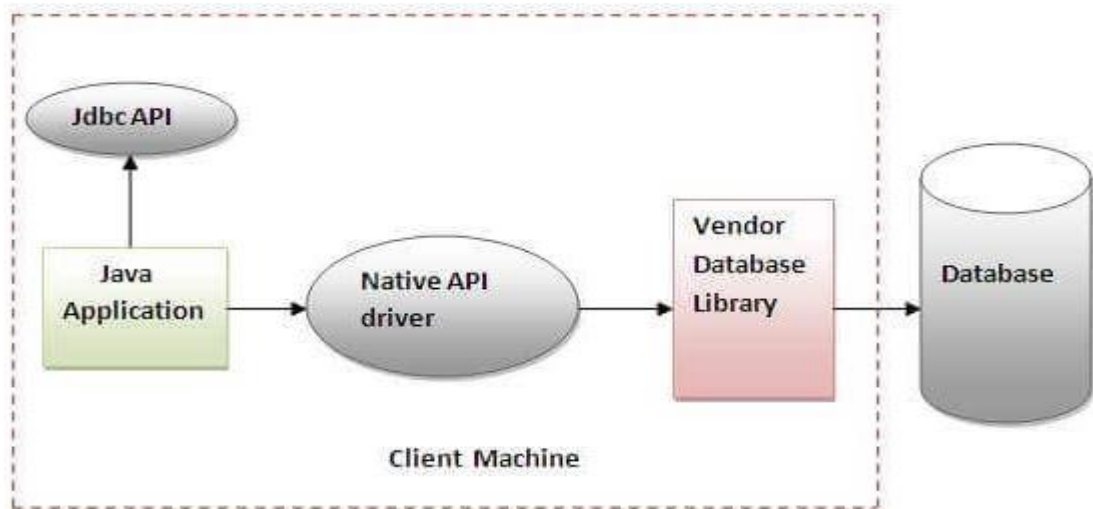 Jdbc API
Java
Application
Native API
driver
Vendor
Database
Library
Database
Client Machine